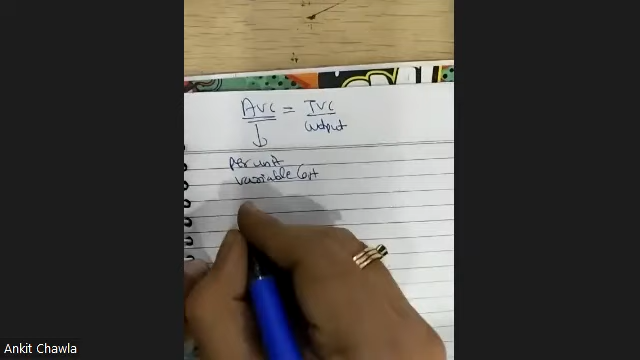 AVC = TVC
output
per unit
variable Cost
Ankit Chawla